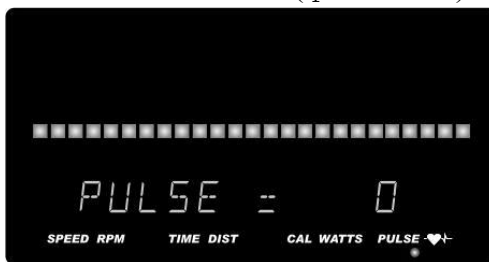 PULSE = 0
SPEED RPM TIME DIST CAL WATTS PULSE